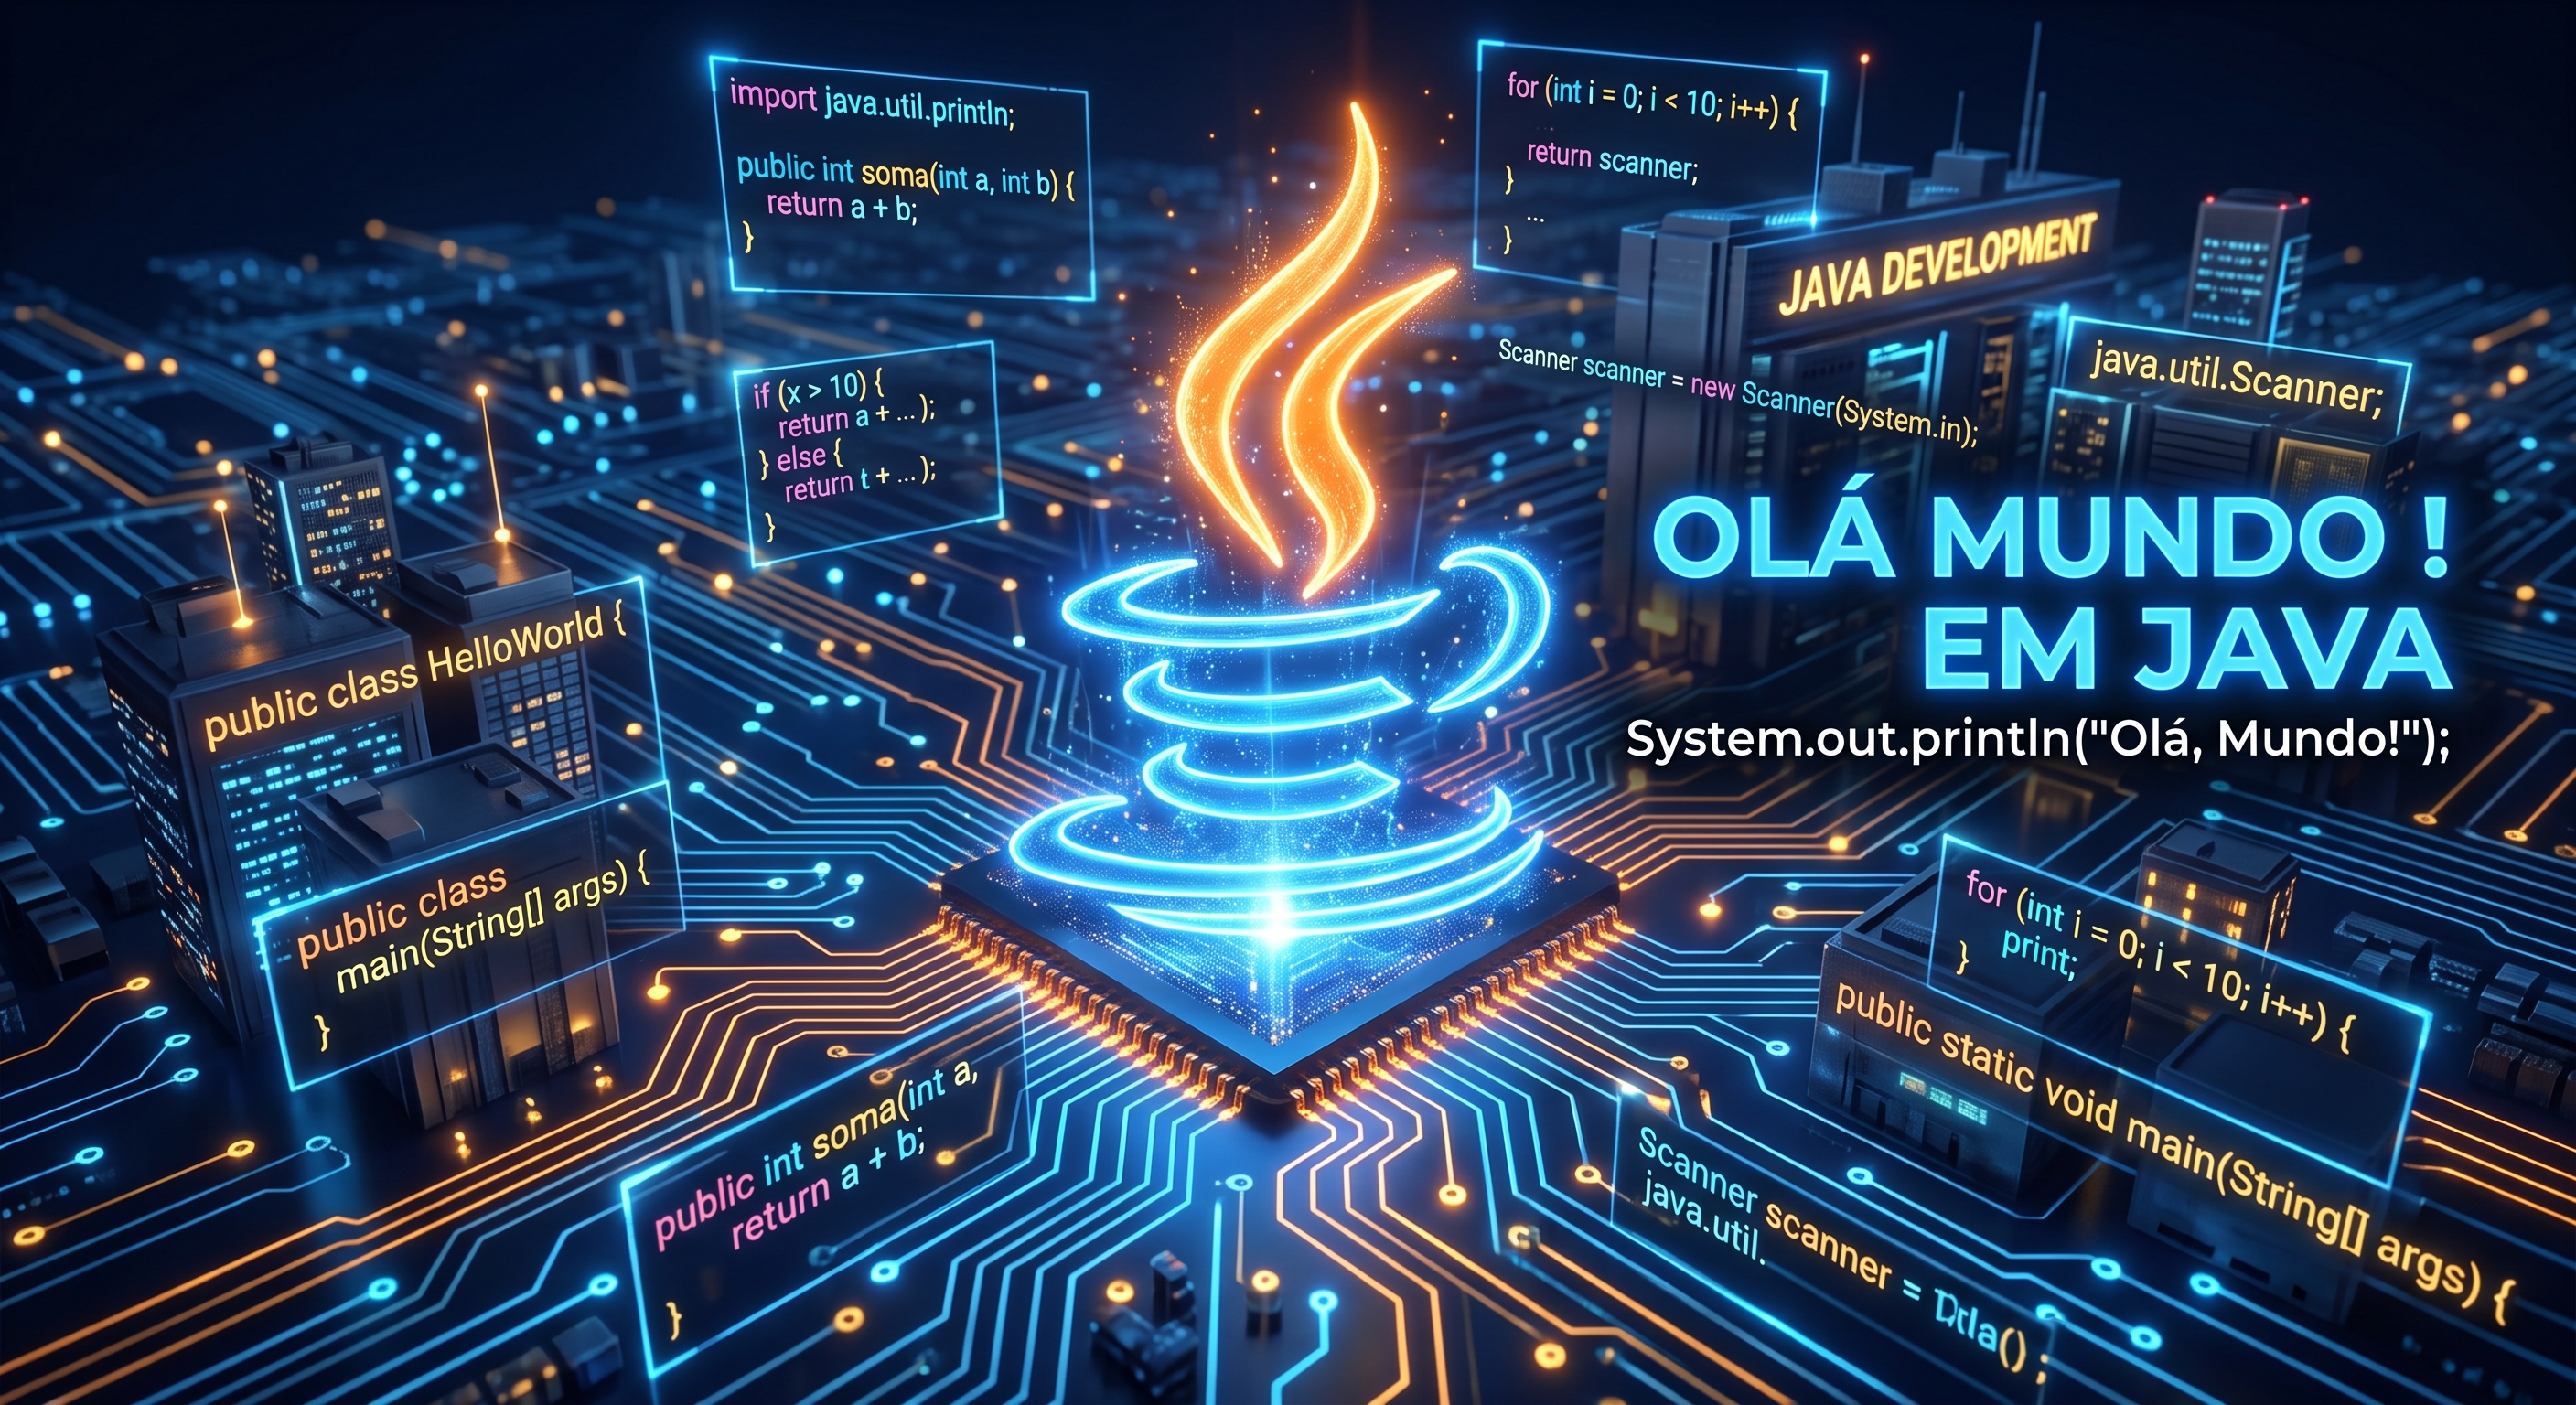 import java.util.println;
public int soma(int a, int b) {
return a + b;
}
for (int i = 0; i < 10; i++) {
...
return scanner;
}
...
}
JAVA DEVELOPMENT
if (x > 10) {
return a + ... );
} else {
return t + ... );
}
Scanner scanner = new Scanner(System.in);
java.util.Scanner;
OLÁ MUNDO !
EM JAVA
System.out.println("Olá, Mundo!");
public class HelloWorld {
public class
main(String[] args) {
}
for (int i = 0; i < 10; i++) {
print;
}
public static void main(String[] args) {
public int soma(int a,
return a + b;
}
Scanner scanner =
java.util.